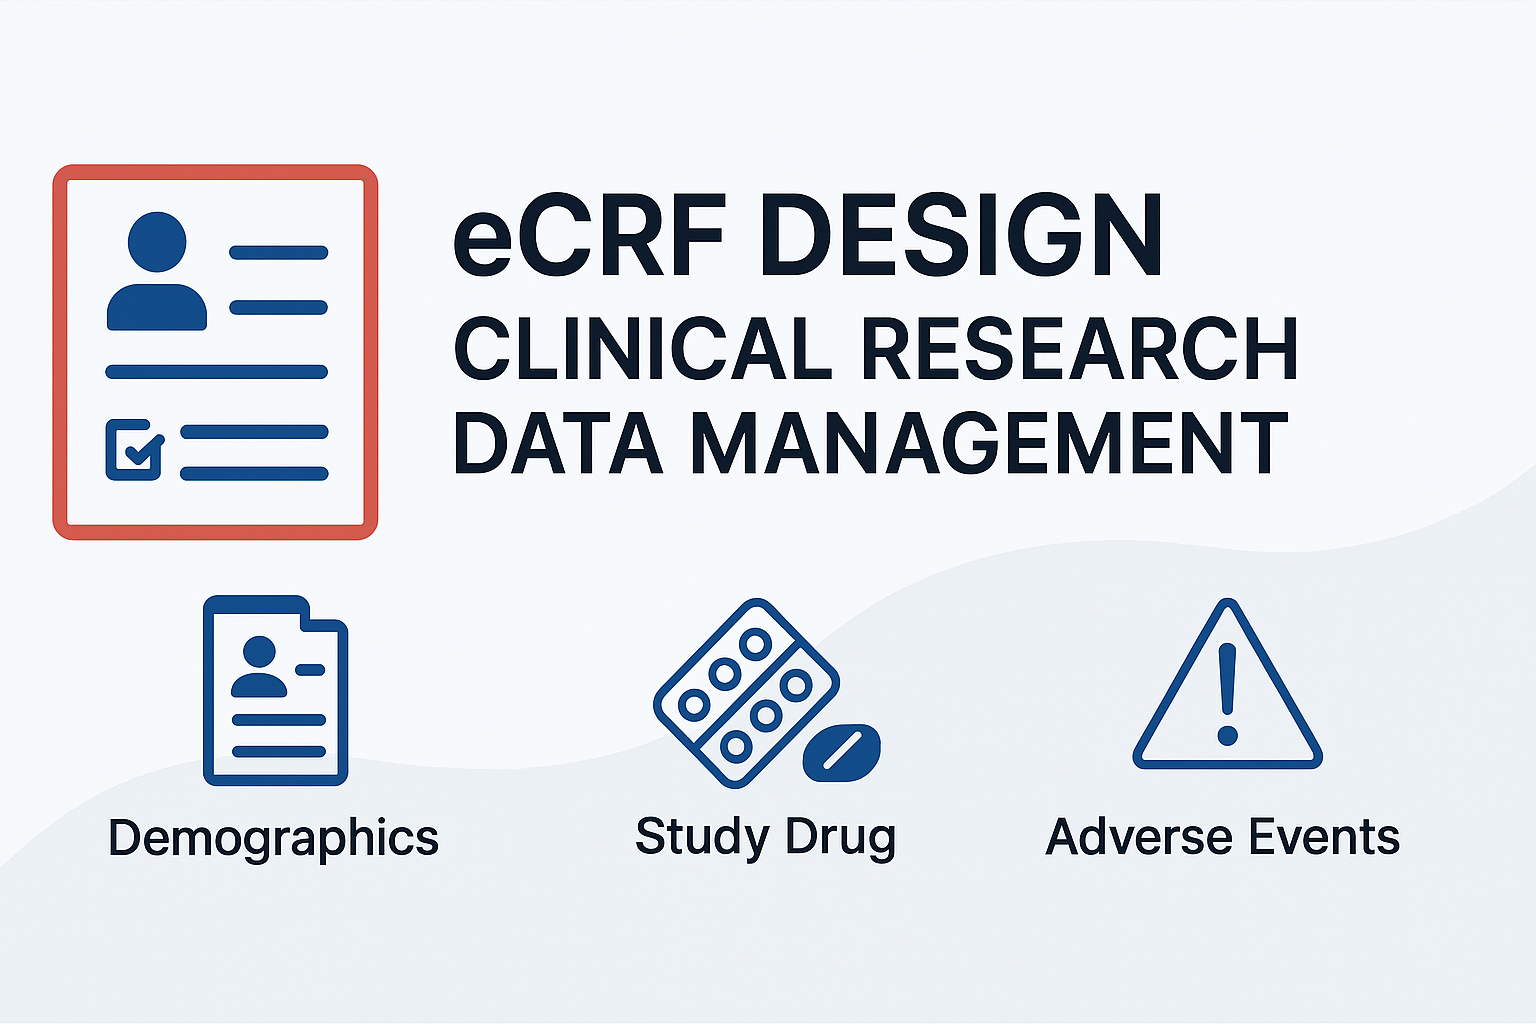 eCRF DESIGN
CLINICAL RESEARCH
DATA MANAGEMENT
Demographics
Study Drug
Adverse Events